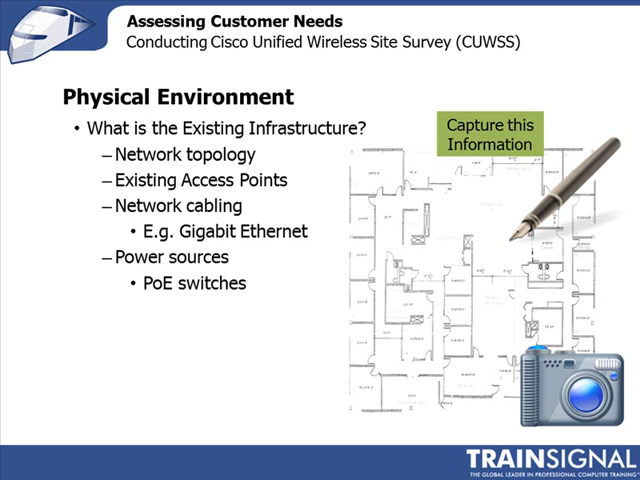 Assessing Customer Needs
Conducting Cisco Unified Wireless Site Survey (CUWSS)
Physical Environment
• What is the Existing Infrastructure?
– Network topology
– Existing Access Points
– Network cabling
• E.g. Gigabit Ethernet
– Power sources
• PoE switches
Capture this
Information
TRAINSIGNAL
THE GLOBAL LEADER IN PROFESSIONAL COMPUTER TRAINING